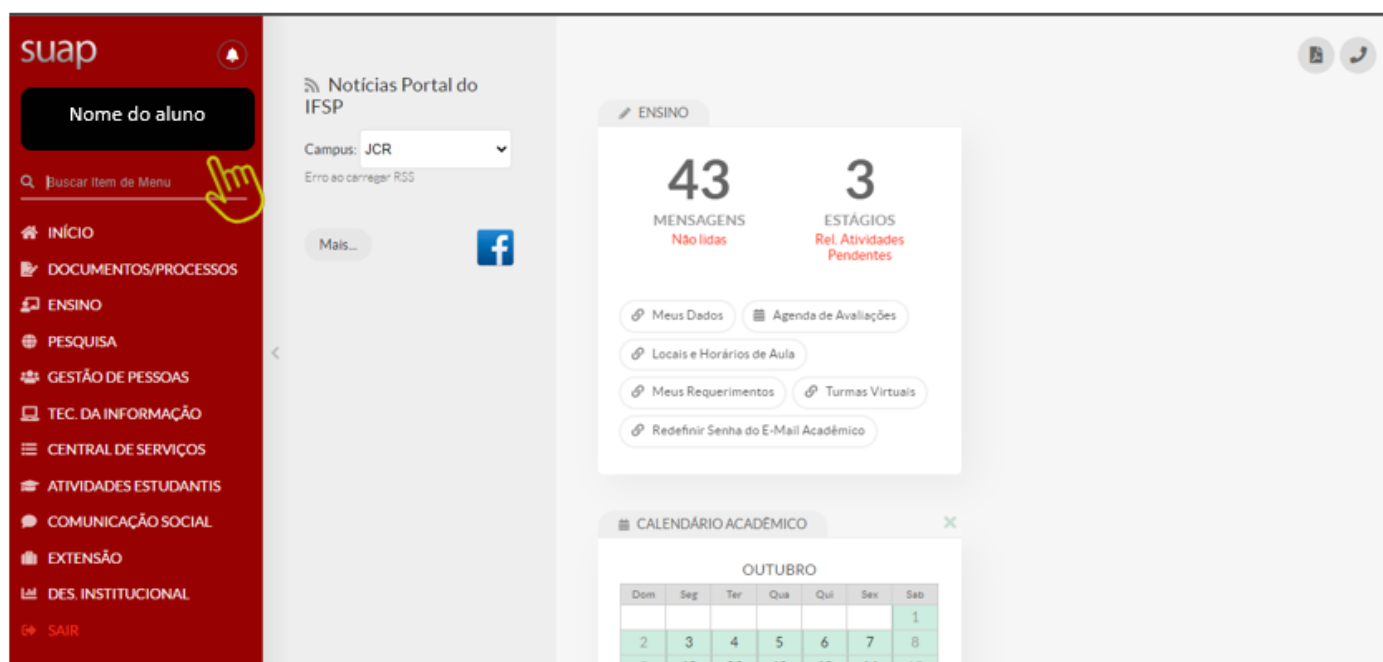 suap
Nome do aluno
Buscar Item de Menu
INÍCIO
DOCUMENTOS/PROCESSOS
ENSINO
PESQUISA
GESTÃO DE PESSOAS
TEC. DA INFORMAÇÃO
CENTRAL DE SERVIÇOS
ATIVIDADES ESTUDANTIS
COMUNICAÇÃO SOCIAL
EXTENSÃO
DES. INSTITUCIONAL
SAIR
Notícias Portal do
IFSP
Campus: JCR
Erro ao carregar RSS
Mais...
ENSINO
43 3
MENSAGENS ESTÁGIOS
Não lidas Rel. Atividades
Pendentes
Meus Dados Agenda de Avaliações
Locais e Horários de Aula
Meus Requerimentos Turmas Virtuais
Redefinir Senha do E-Mail Acadêmico
CALENDÁRIO ACADÊMICO
OUTUBRO
Dom Seg Ter Qua Qui Sex Sab
1
2 3 4 5 6 7 8